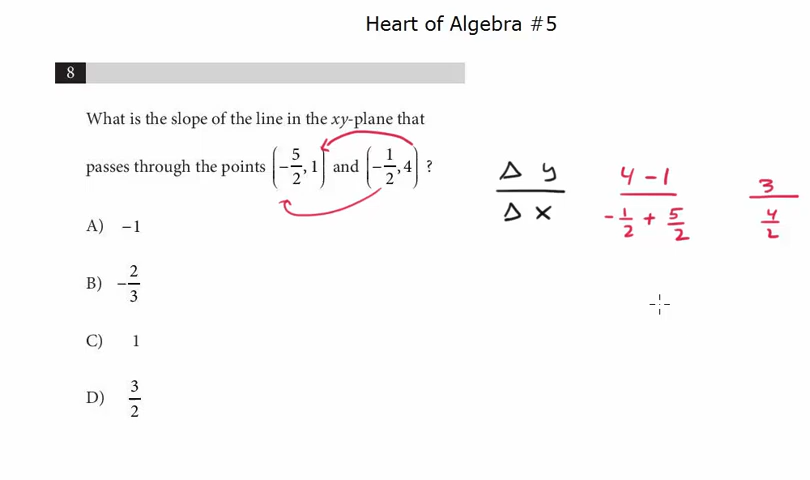 Heart of Algebra #5
8
What is the slope of the line in the xy-plane that
passes through the points (-5/2, 1) and (-1/2, 4) ?
A) -1
B) -2/3
C) 1
D) 3/2
Δ y / Δ x
4 - 1 / -1/2 + 5/2
3 / 4/2